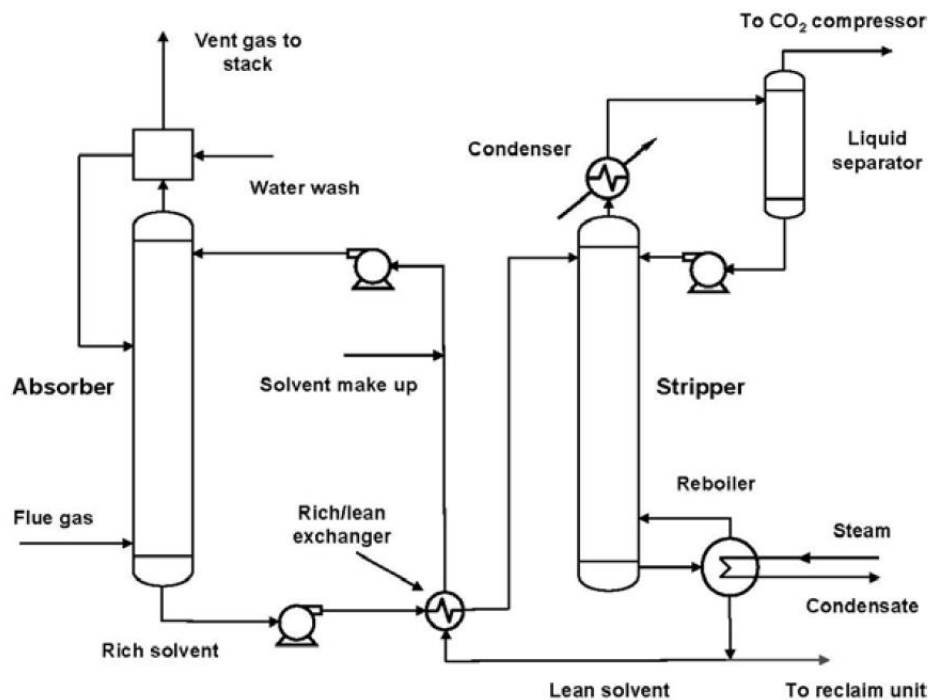 To CO₂ compressor
Vent gas to
stack
Condenser
Liquid
separator
Water wash
Absorber
Solvent make up
Stripper
Flue gas
Rich/lean
exchanger
Reboiler
Steam
Condensate
Rich solvent
Lean solvent
To reclaim unit